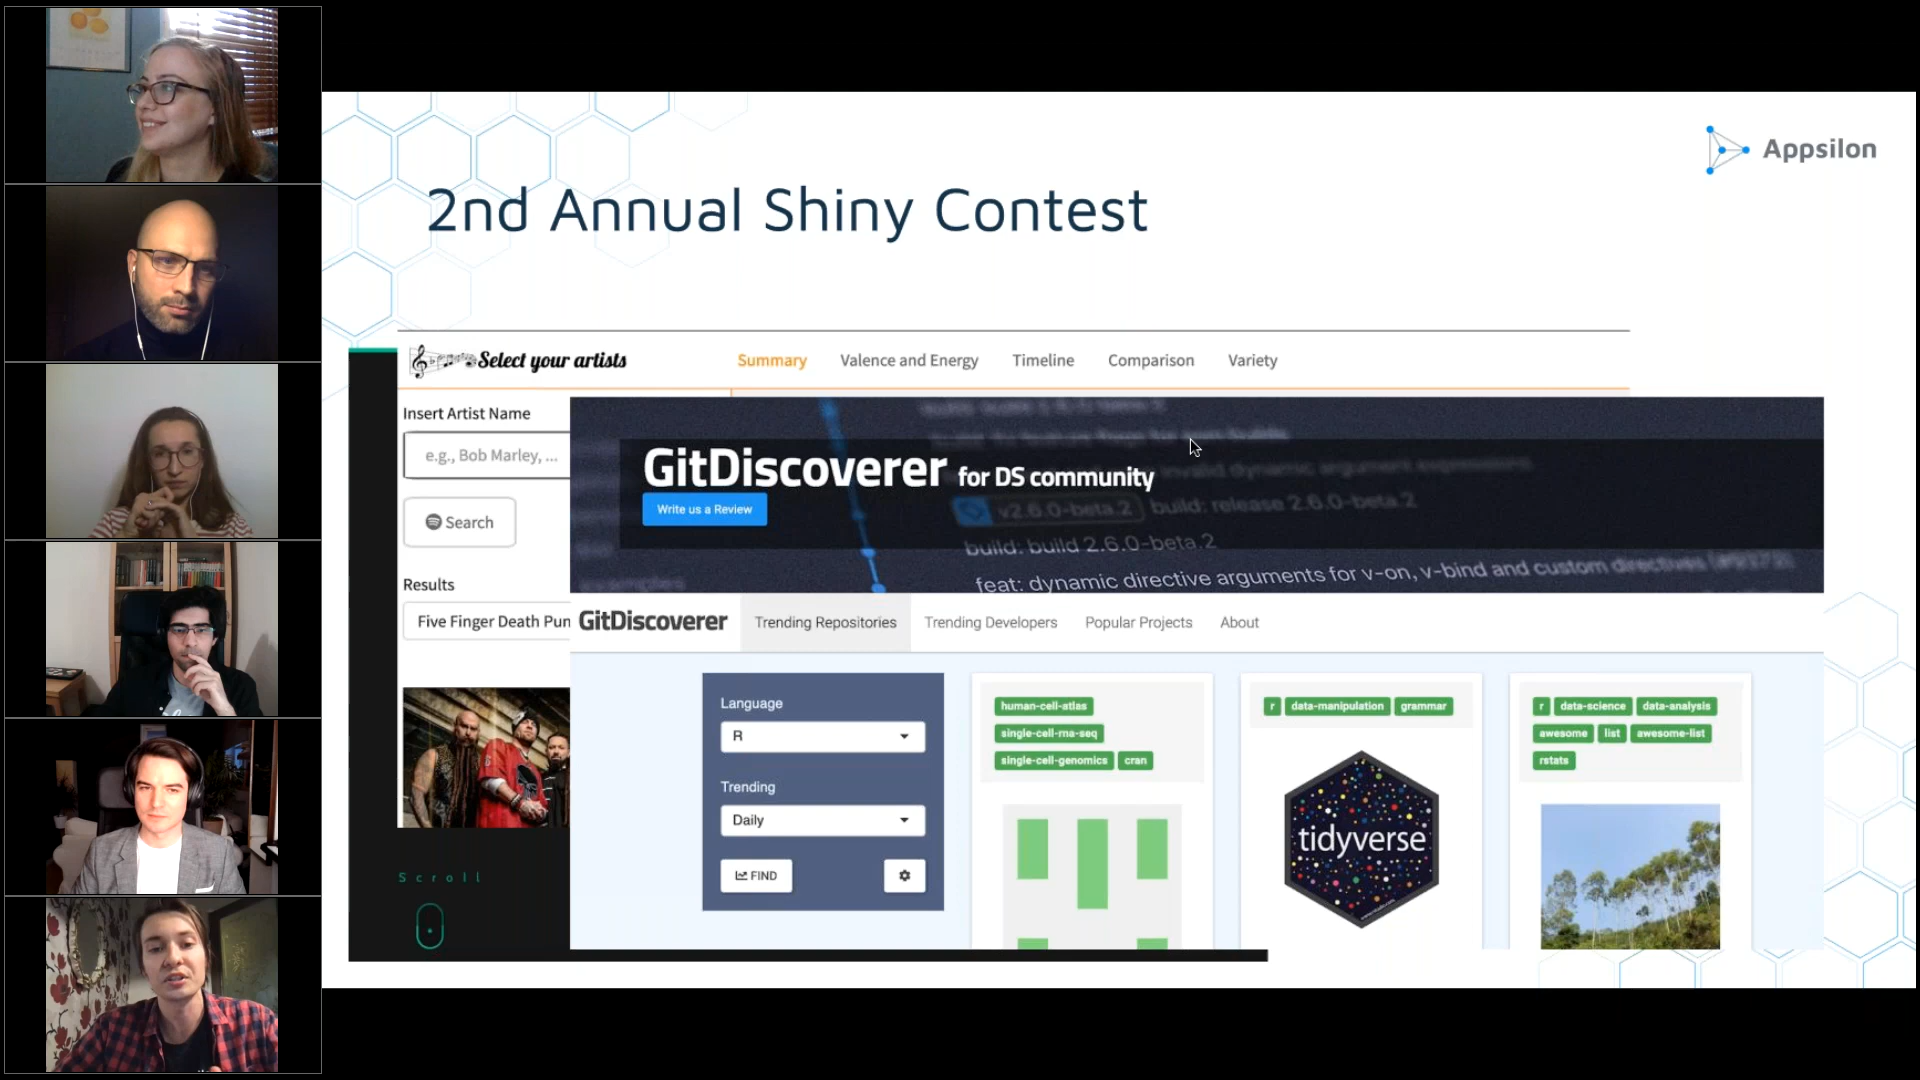 Appsilon
2nd Annual Shiny Contest
Select your artists
Summary
Valence and Energy
Timeline
Comparison
Variety
Insert Artist Name
e.g., Bob Marley, ...
Search
Results
Five Finger Death Pun
Scroll
GitDiscoverer for DS community
Write us a Review
invalid dynamic argument expressions
v2.6.0-beta.2 build: release 2.6.0-beta.2
build: build 2.6.0-beta.2
feat: dynamic directive arguments for v-on, v-bind and custom directives
GitDiscoverer
Trending Repositories
Trending Developers
Popular Projects
About
Language
R
Trending
Daily
FIND
human-cell-atlas
single-cell-rna-seq
single-cell-genomics cran
r data-manipulation grammar
tidyverse
r data-science data-analysis
awesome list awesome-list
rstats